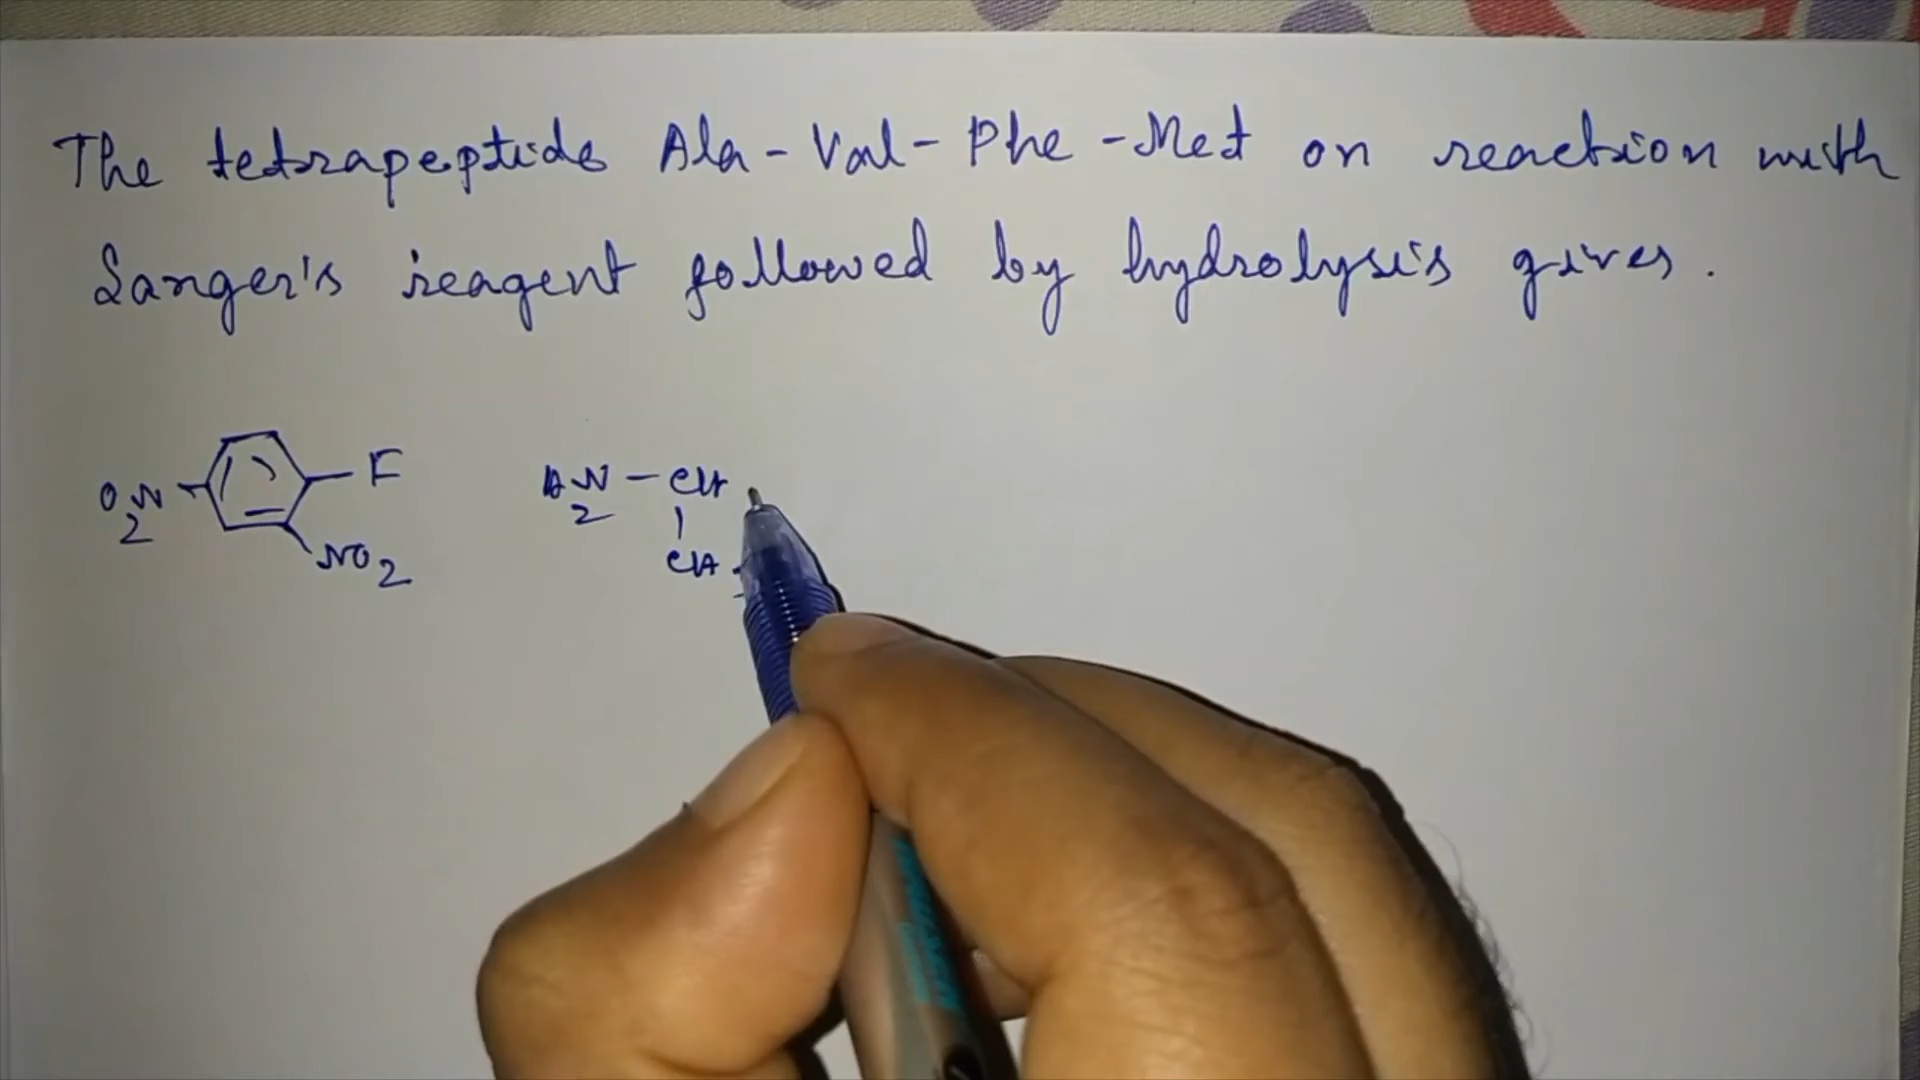 The tetrapeptide Ala-Val-Phe-Met on reaction with
Sanger's reagent followed by hydrolysis gives.
F
O2N
NO2
H2N-CH
CH